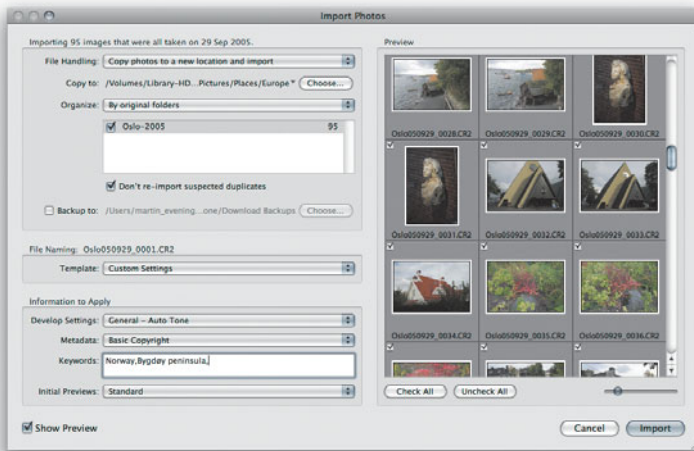 Import Photos
Importing 95 images that were all taken on 29 Sep 2005.
File Handling: Copy photos to a new location and import
Copy to: /Volumes/Library-HD...Pictures/Places/Europe * Choose...
Organize: By original folders
Oslo-2005 95
Don't re-import suspected duplicates
Backup to: /Users/martin_evening...one/Download Backups Choose...
File Naming: Oslo050929_0001.CR2
Template: Custom Settings
Information to Apply
Develop Settings: General - Auto Tone
Metadata: Basic Copyright
Keywords: Norway,Bygdøy peninsula,
Initial Previews: Standard
Show Preview
Preview
Oslo050929_0028.CR2 Oslo050929_0029.CR2 Oslo050929_0030.CR2
Oslo050929_0031.CR2 Oslo050929_0032.CR2 Oslo050929_0033.CR2
Oslo050929_0034.CR2 Oslo050929_0035.CR2 Oslo050929_0036.CR2
Check All Uncheck All
Cancel Import